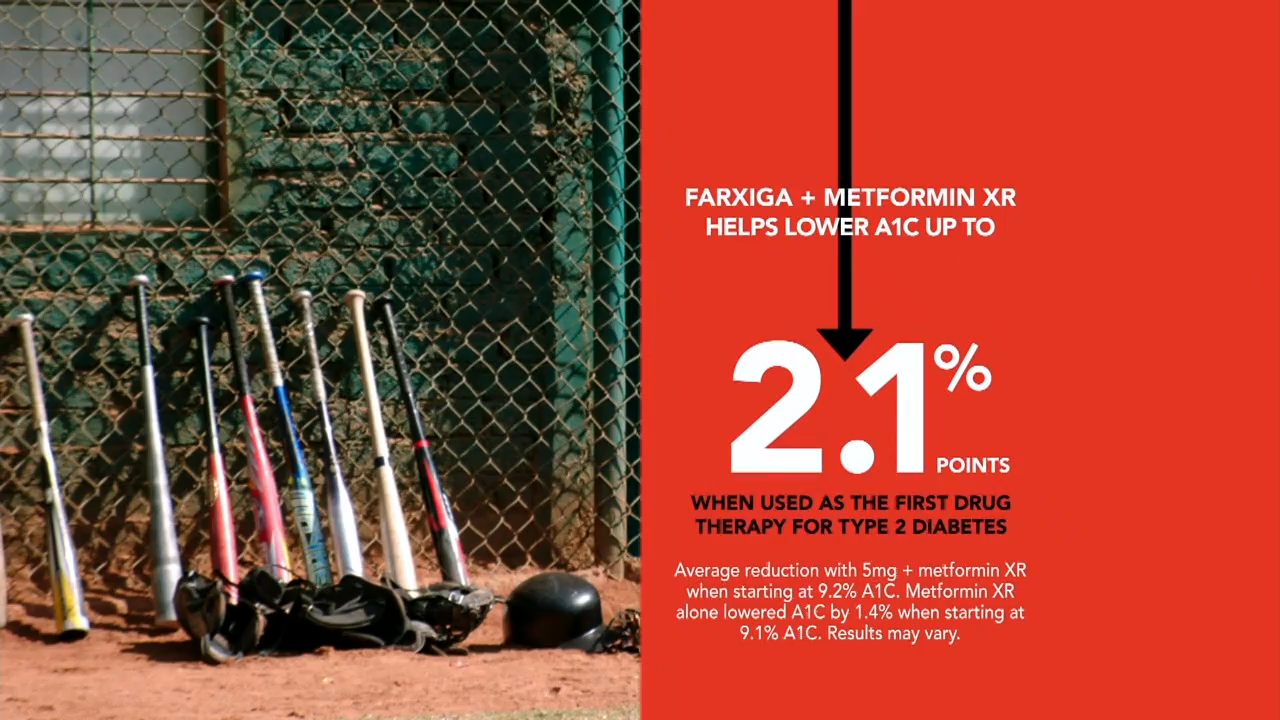 FARXIGA + METFORMIN XR
HELPS LOWER A1C UP TO
2.1%
POINTS
WHEN USED AS THE FIRST DRUG
THERAPY FOR TYPE 2 DIABETES
Average reduction with 5mg + metformin XR
when starting at 9.2% A1C. Metformin XR
alone lowered A1C by 1.4% when starting at
9.1% A1C. Results may vary.